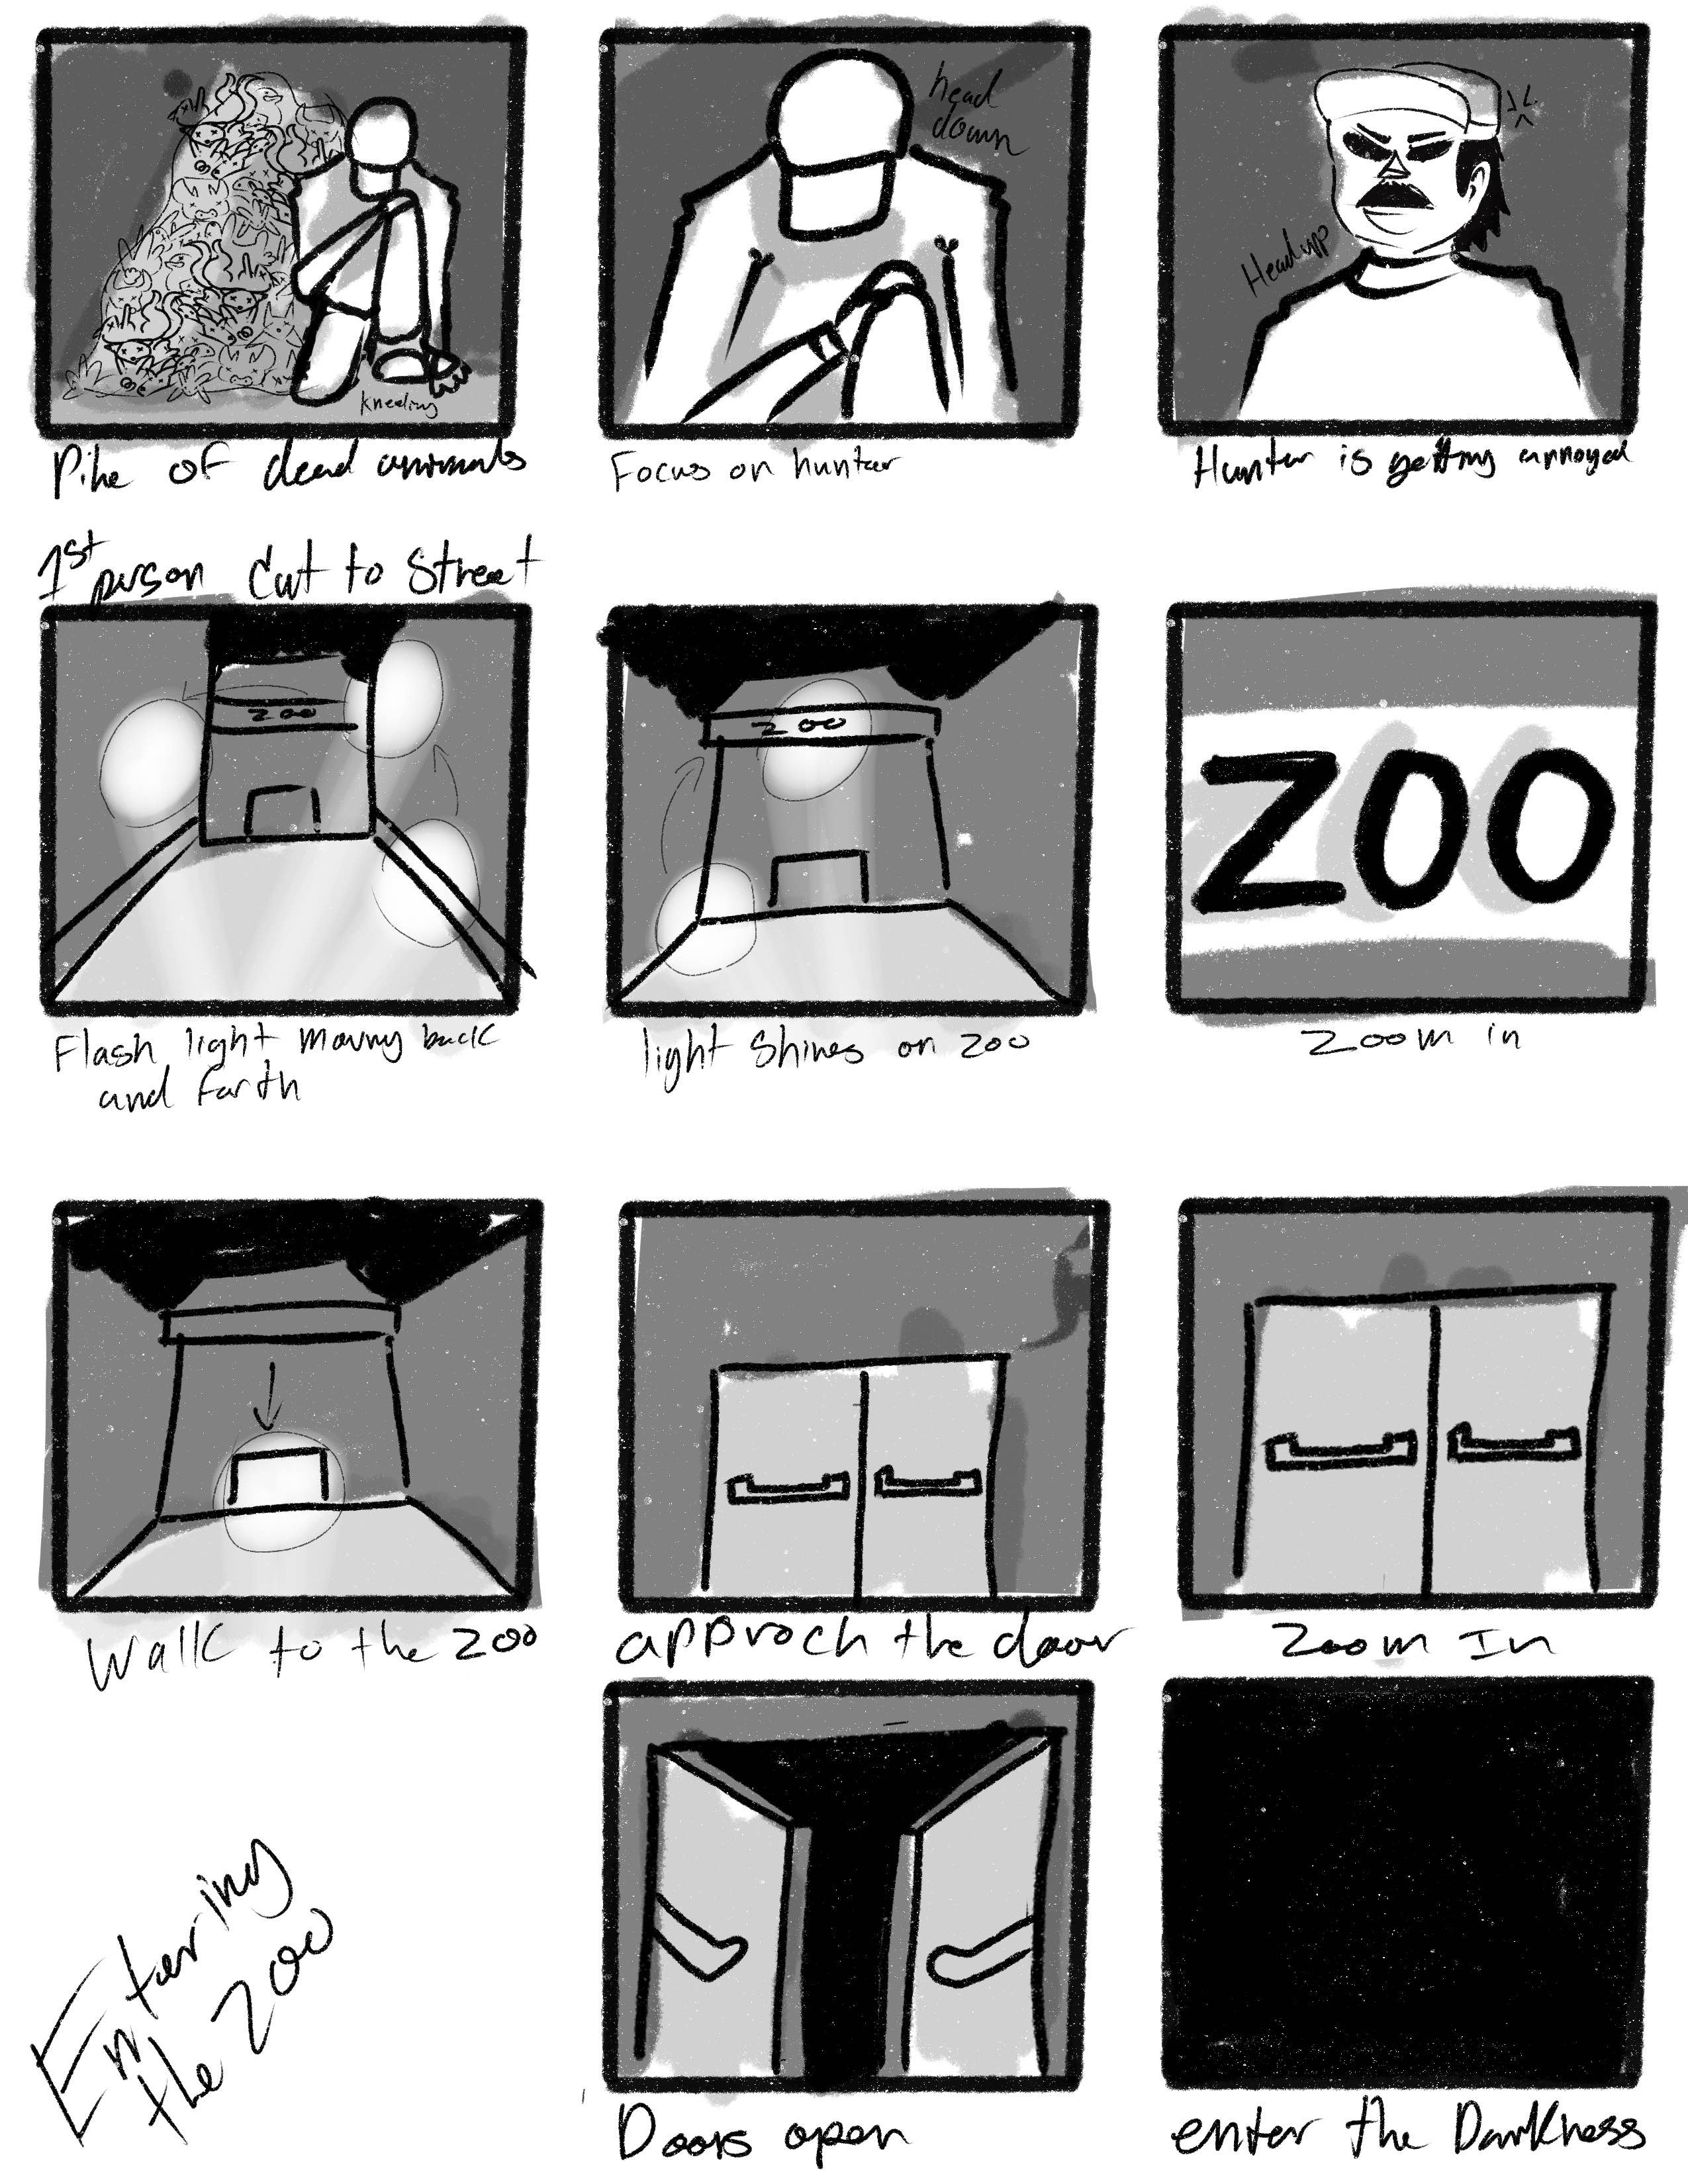 kneeling
head
down
Head up
Pike of dead animals
Focus on hunter
Hunter is getting annoyed
1st person Cut to Street
ZOO
ZOO
ZOO
Flash light moving back
and farth
light Shines on zoo
Zoom in
Walk to the zoo
approch the door
Zoom In
Entering
the Zoo
Doors open
enter the Darkness